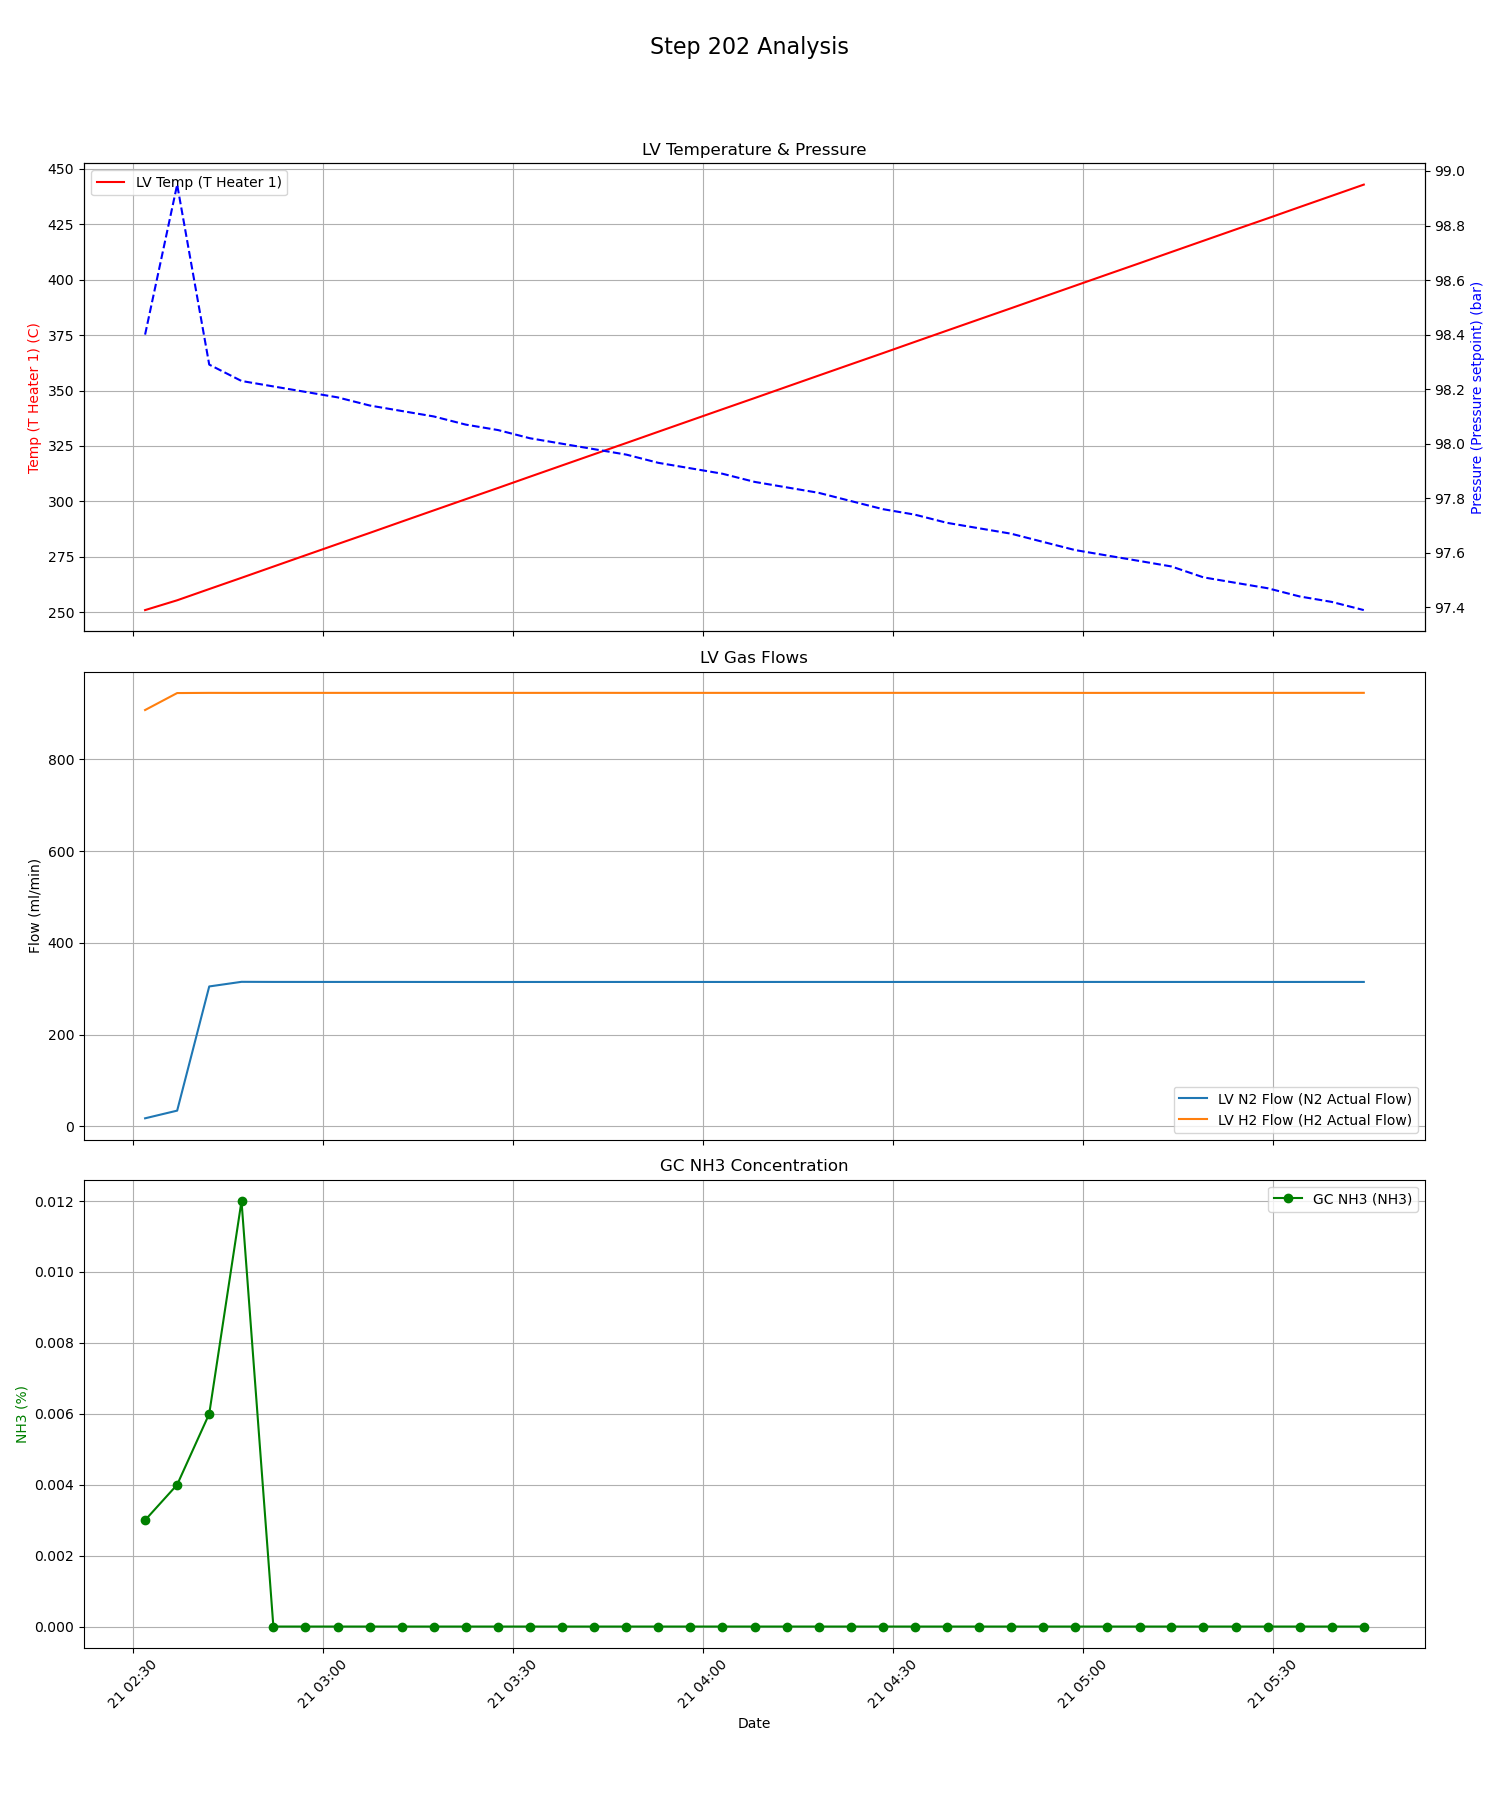 Step 202 Analysis
LV Temperature & Pressure
LV Temp (T Heater 1)
Temp (T Heater 1) (C)
450
425
400
375
350
325
300
275
250
99.0
98.8
98.6
98.4
98.2
98.0
97.8
97.6
97.4
Pressure (Pressure setpoint) (bar)
LV Gas Flows
Flow (ml/min)
800
600
400
200
0
LV N2 Flow (N2 Actual Flow)
LV H2 Flow (H2 Actual Flow)
GC NH3 Concentration
GC NH3 (NH3)
NH3 (%)
0.012
0.010
0.008
0.006
0.004
0.002
0.000
21 02:30
21 03:00
21 03:30
21 04:00
21 04:30
21 05:00
21 05:30
Date